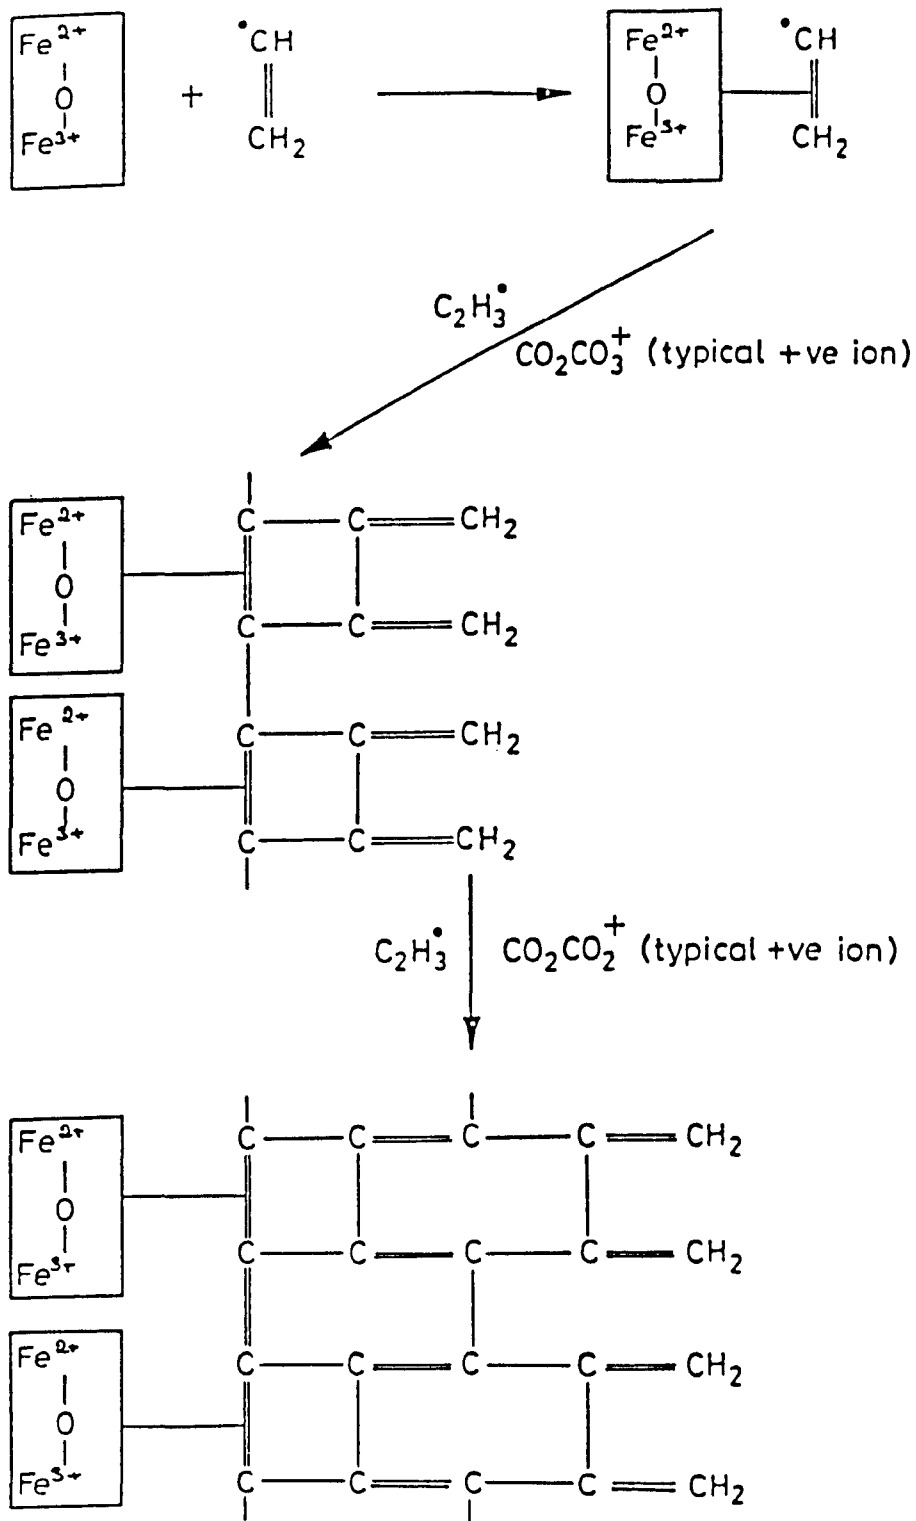 Fe2+ •CH Fe2+ •CH
O + O
Fe3+ CH2 Fe3+ CH2
C2H3•
CO2CO3+ (typical +ve ion)
Fe2+ C C CH2
O
Fe3+ C C CH2
Fe2+ C C CH2
O
Fe3+ C C CH2
C2H3• CO2CO2+ (typical +ve ion)
Fe2+ C C C C CH2
O
Fe3+ C C C C CH2
Fe2+ C C C C CH2
O
Fe3+ C C C C CH2